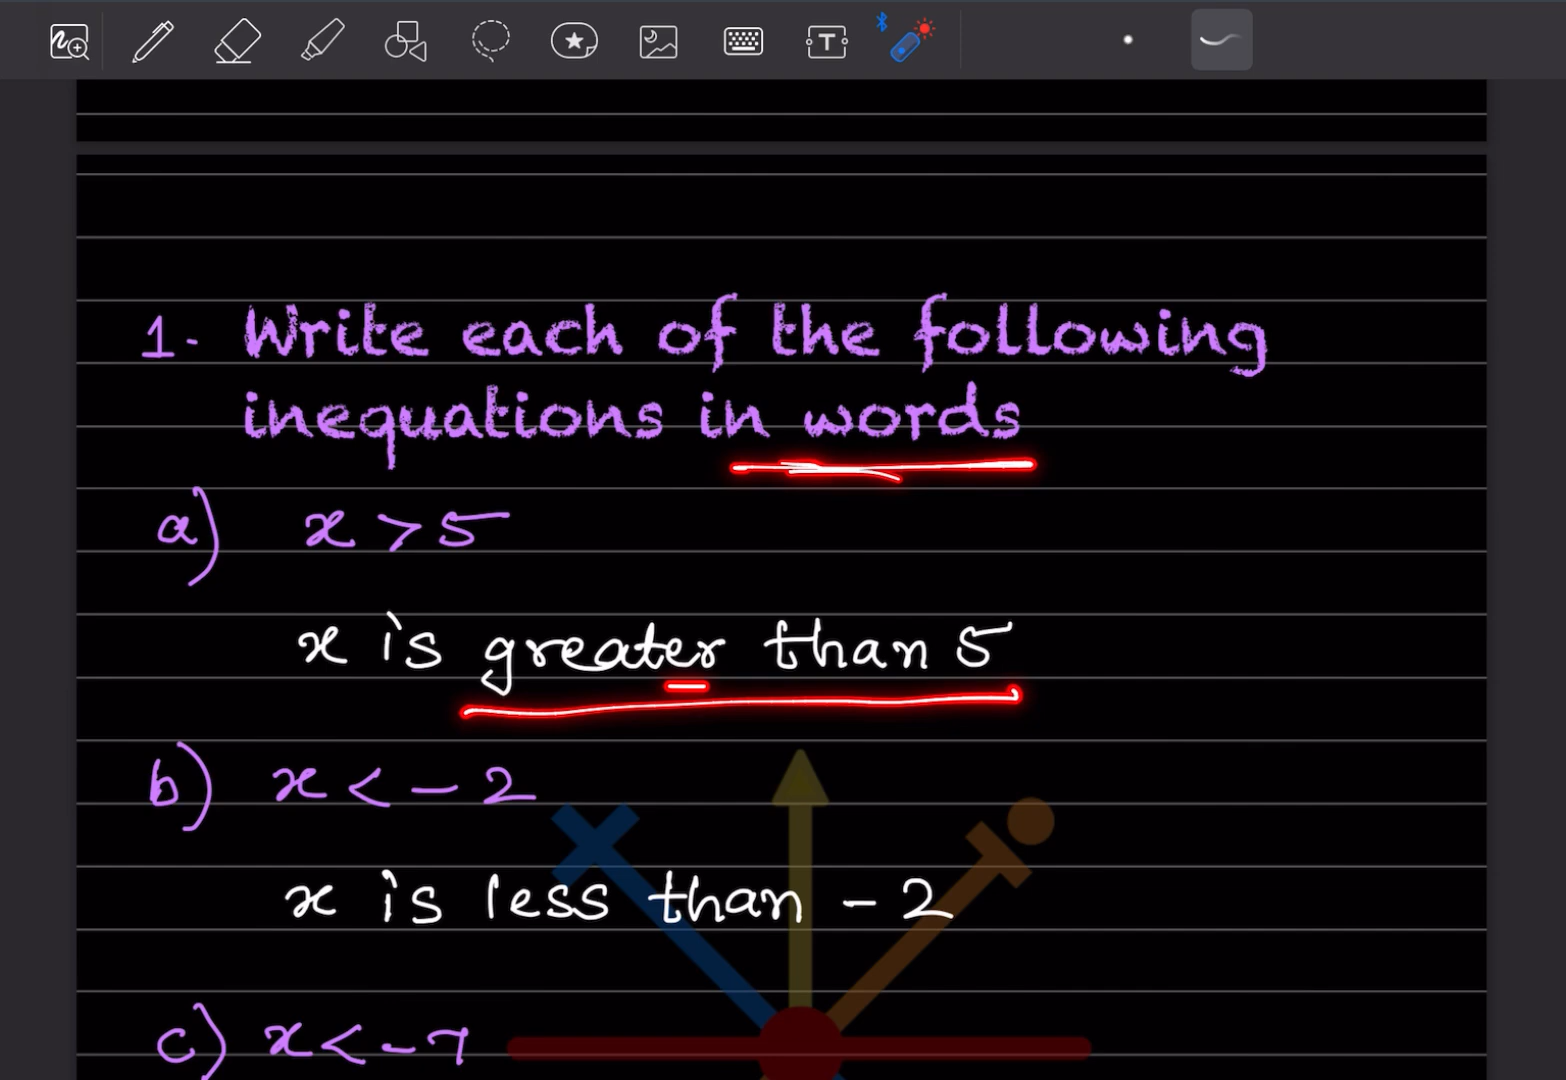 1. Write each of the following
inequations in words
a) x > 5
x is greater than 5
b) x < - 2
x is less than - 2
c) x < - 7